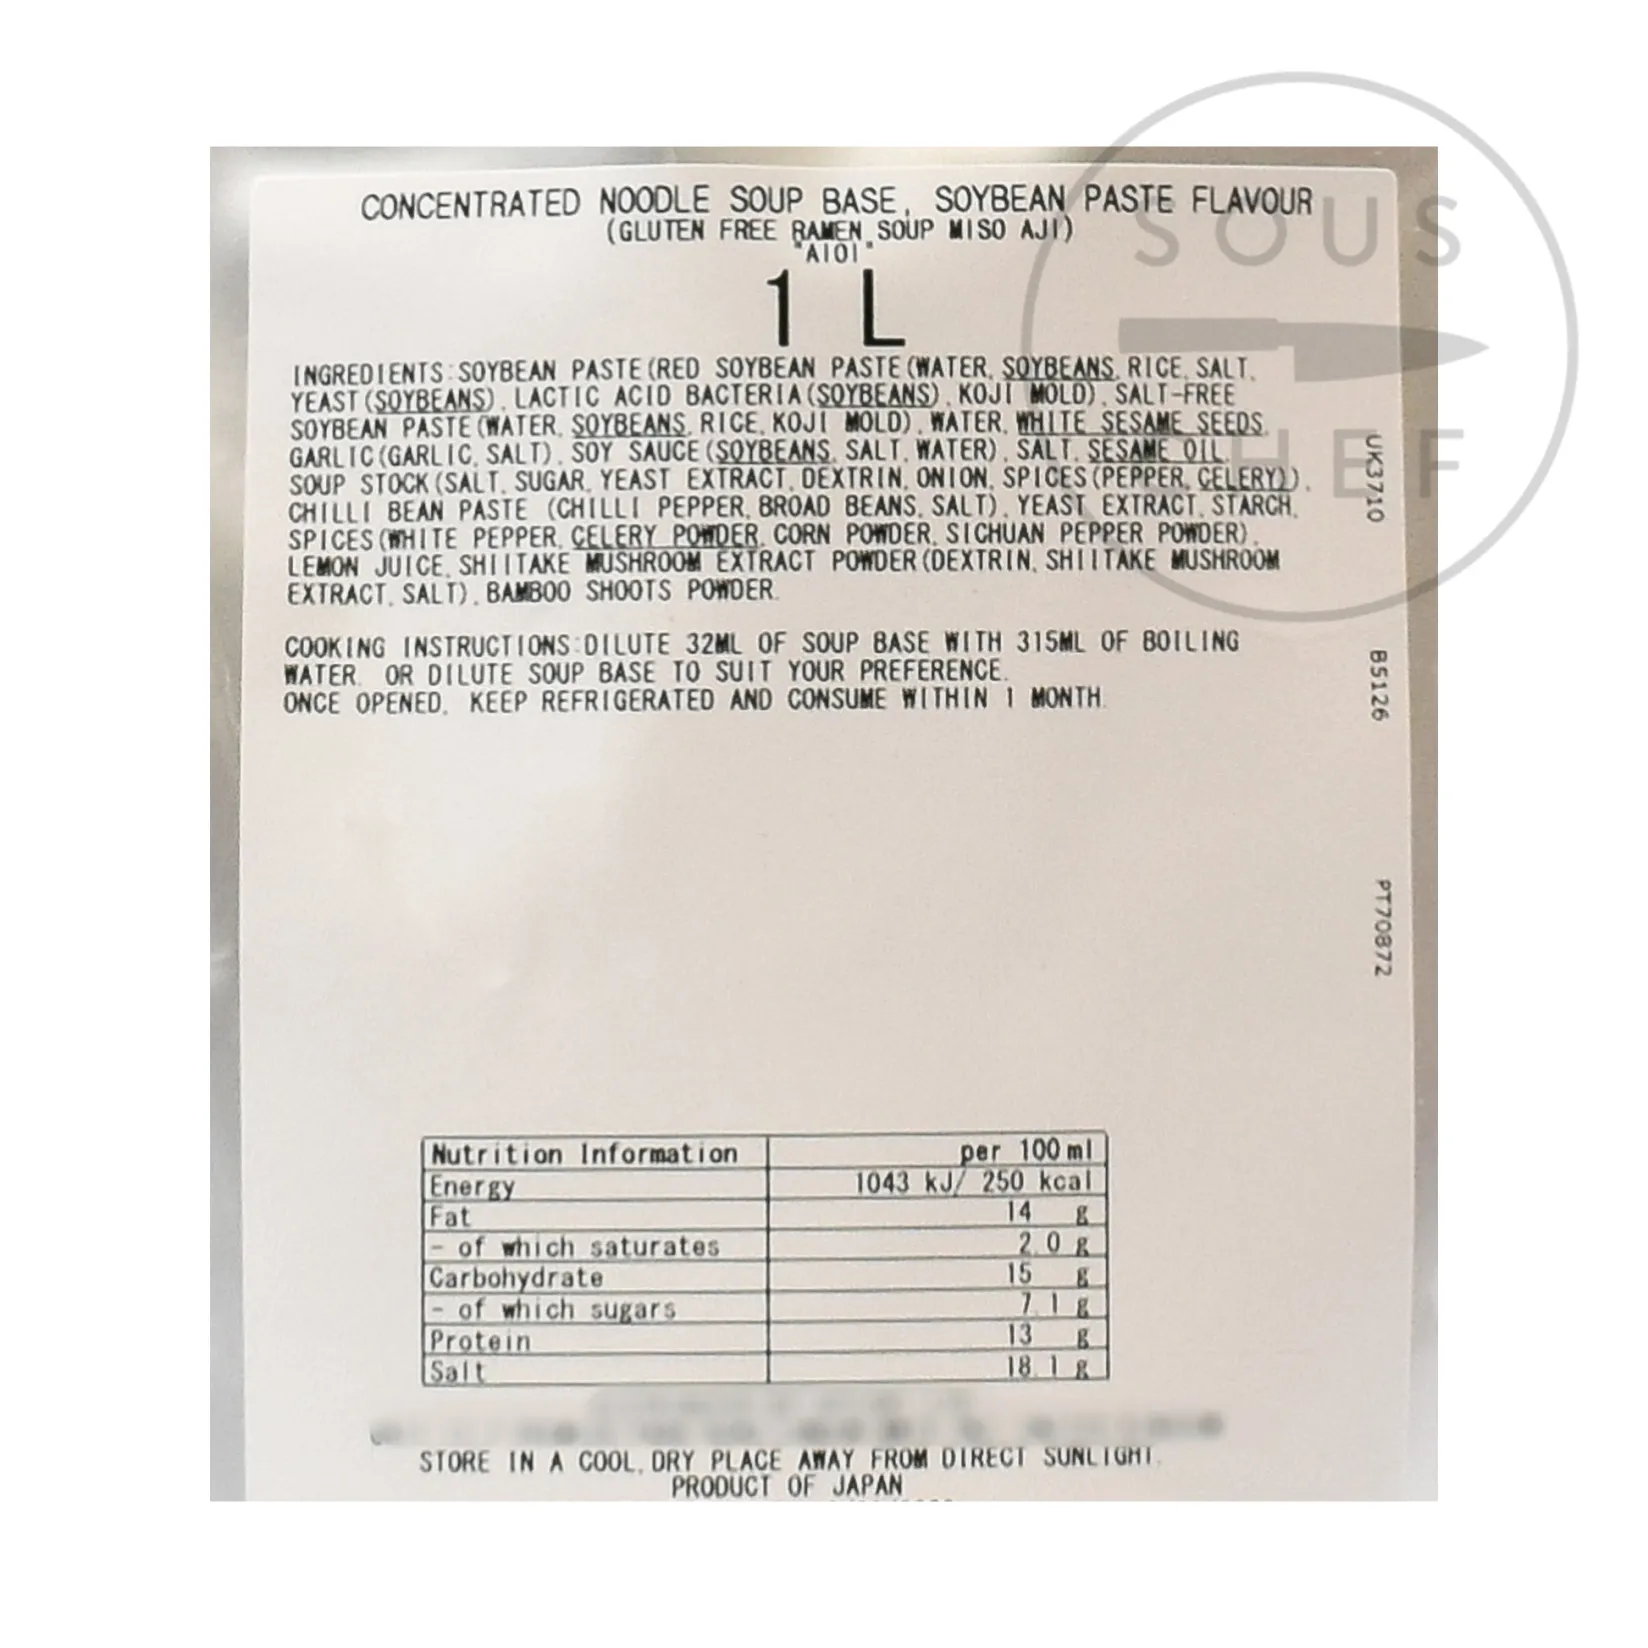 CONCENTRATED NOODLE SOUP BASE, SOYBEAN PASTE FLAVOUR
(GLUTEN FREE RAMEN SOUP MISO AJI)
"AIOI"
1 L
INGREDIENTS:SOYBEAN PASTE(RED SOYBEAN PASTE(WATER, SOYBEANS, RICE, SALT,
YEAST(SOYBEANS), LACTIC ACID BACTERIA(SOYBEANS), KOJI MOLD), SALT-FREE
SOYBEAN PASTE(WATER, SOYBEANS, RICE, KOJI MOLD), WATER, WHITE SESAME SEEDS,
GARLIC(GARLIC, SALT), SOY SAUCE(SOYBEANS, SALT, WATER), SALT, SESAME OIL,
SOUP STOCK(SALT, SUGAR, YEAST EXTRACT, DEXTRIN, ONION, SPICES(PEPPER, CELERY)),
CHILLI BEAN PASTE (CHILLI PEPPER, BROAD BEANS, SALT), YEAST EXTRACT, STARCH,
SPICES(WHITE PEPPER, CELERY POWDER, CORN POWDER, SICHUAN PEPPER POWDER),
LEMON JUICE, SHIITAKE MUSHROOM EXTRACT POWDER(DEXTRIN, SHIITAKE MUSHROOM
EXTRACT, SALT), BAMBOO SHOOTS POWDER.
COOKING INSTRUCTIONS:DILUTE 32ML OF SOUP BASE WITH 315ML OF BOILING
WATER. OR DILUTE SOUP BASE TO SUIT YOUR PREFERENCE.
ONCE OPENED, KEEP REFRIGERATED AND CONSUME WITHIN 1 MONTH.
UK3710
B5126
PT70872
Nutrition Information per 100ml
Energy 1043 kJ/ 250 kcal
Fat 14 g
- of which saturates 2.0 g
Carbohydrate 15 g
- of which sugars 7.1 g
Protein 13 g
Salt 18.1 g
STORE IN A COOL, DRY PLACE AWAY FROM DIRECT SUNLIGHT.
PRODUCT OF JAPAN
SOUS
CHEF